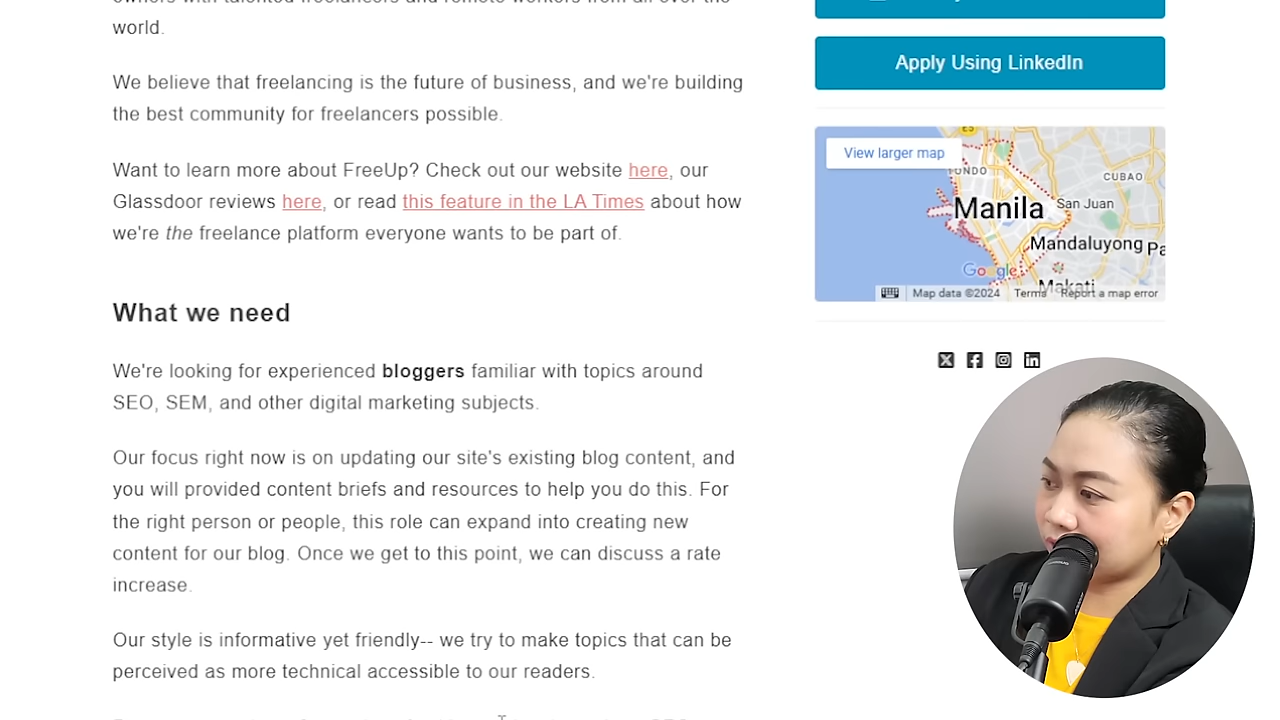 world.
We believe that freelancing is the future of business, and we're building
the best community for freelancers possible.
Want to learn more about FreeUp? Check out our website here, our
Glassdoor reviews here, or read this feature in the LA Times about how
we're the freelance platform everyone wants to be part of.
What we need
We're looking for experienced bloggers familiar with topics around
SEO, SEM, and other digital marketing subjects.
Our focus right now is on updating our site's existing blog content, and
you will provided content briefs and resources to help you do this. For
the right person or people, this role can expand into creating new
content for our blog. Once we get to this point, we can discuss a rate
increase.
Our style is informative yet friendly-- we try to make topics that can be
perceived as more technical accessible to our readers.
Apply Using LinkedIn
E3
View larger map
TONDO
CUBAO
San Juan
Manila
Mandaluyong Pa
Google
Makati
Map data ©2024 Terms Report a map error